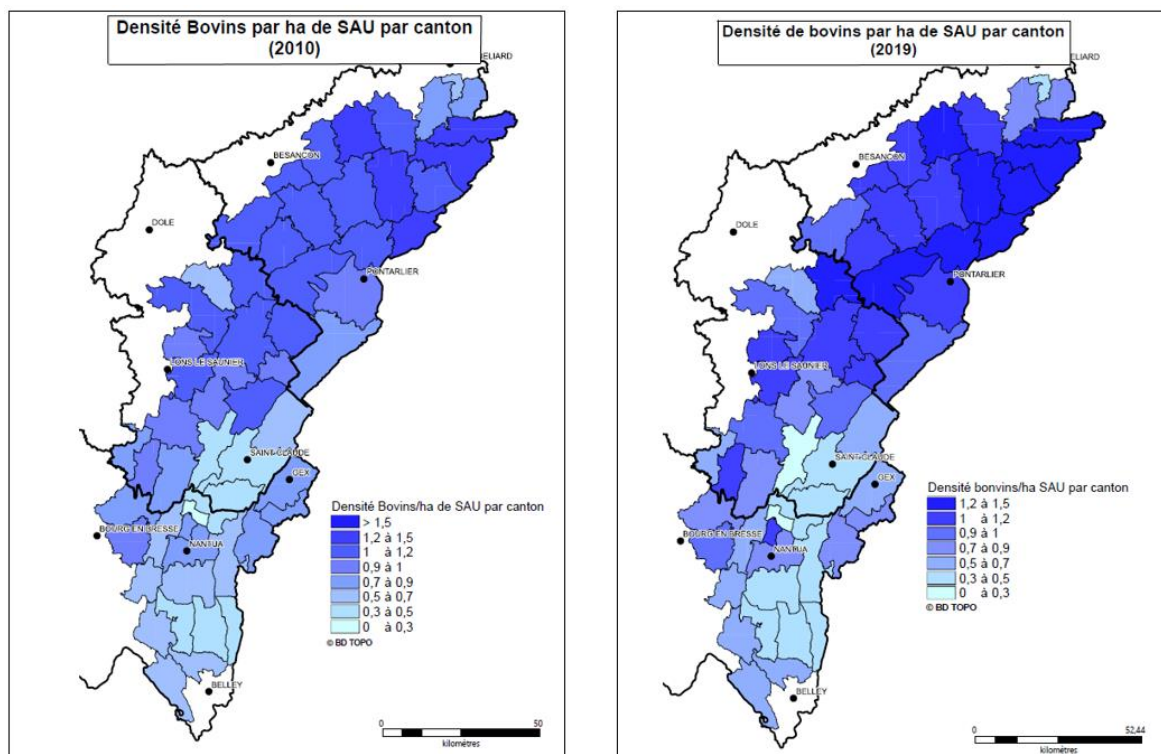 Densité Bovins par ha de SAU par canton
(2010)
ELIARD
BESANCON
DOLE
PONTARLIER
LONS LE SAUNIER
SAINT-CLAUDE
GEX
BOURG EN BRESSE
NANTUA
BELLEY
Densité Bovins/ha de SAU par canton
> 1,5
1,2 à 1,5
1 à 1,2
0,9 à 1
0,7 à 0,9
0,5 à 0,7
0,3 à 0,5
0 à 0,3
© BD TOPO
0 50
kilomètres
Densité de bovins par ha de SAU par canton
(2019)
ELIARD
BESANCON
DOLE
PONTARLIER
LONS LE SAUNIER
SAINT-CLAUDE
GEX
BOURG EN BRESSE
NANTUA
BELLEY
Densité bonvins/ha SAU par canton
1,2 à 1,5
1 à 1,2
0,9 à 1
0,7 à 0,9
0,5 à 0,7
0,3 à 0,5
0 à 0,3
© BD TOPO
0 52,44
kilométres